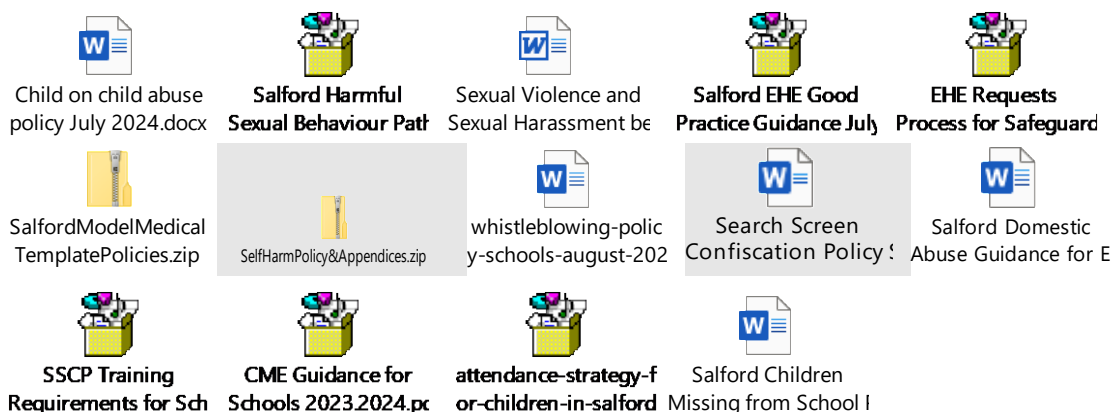 Child on child abuse
policy July 2024.docx
Salford Harmful
Sexual Behaviour Path
Sexual Violence and
Sexual Harassment be
Salford EHE Good
Practice Guidance July
EHE Requests
Process for Safeguard
SalfordModelMedical
TemplatePolicies.zip
SelfHarmPolicy&Appendices.zip
whistleblowing-polic
y-schools-august-202
Search Screen
Confiscation Policy S
Salford Domestic
Abuse Guidance for E
SSCP Training
Requirements for Sch
CME Guidance for
Schools 2023.2024.pd
attendance-strategy-f
or-children-in-salford
Salford Children
Missing from School P